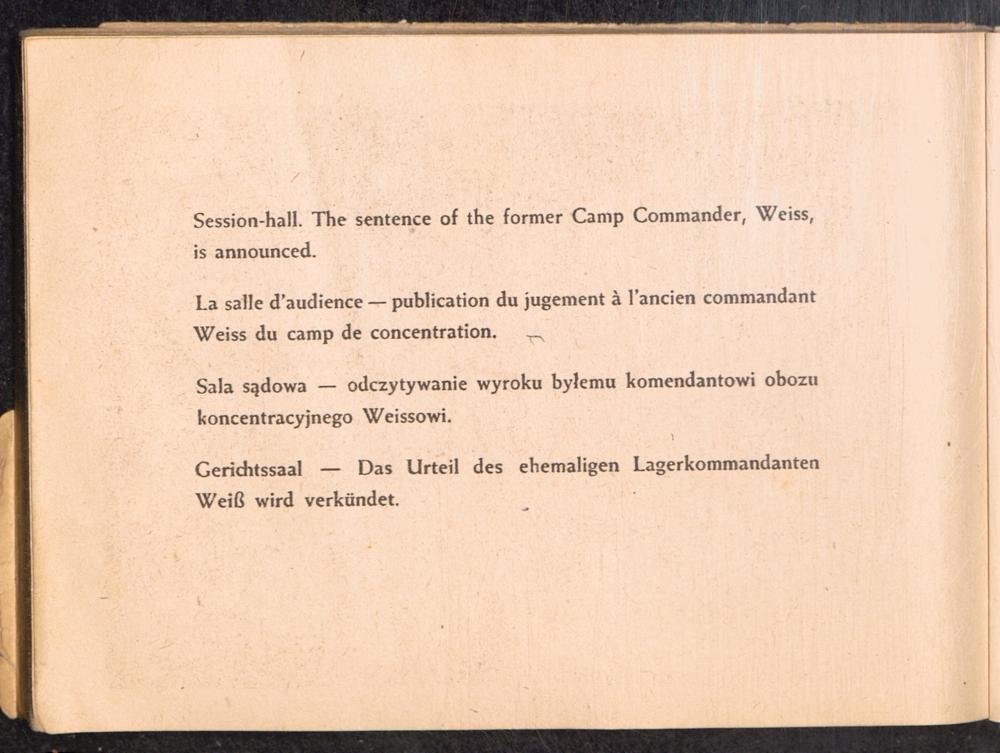 Session-hall. The sentence of the former Camp Commander, Weiss,
is announced.
La salle d'audience — publication du jugement à l'ancien commandant
Weiss du camp de concentration.
Sala sądowa — odczytywanie wyroku byłemu komendantowi obozu
koncentracyjnego Weissowi.
Gerichtssaal — Das Urteil des ehemaligen Lagerkommandanten
Weiß wird verkündet.